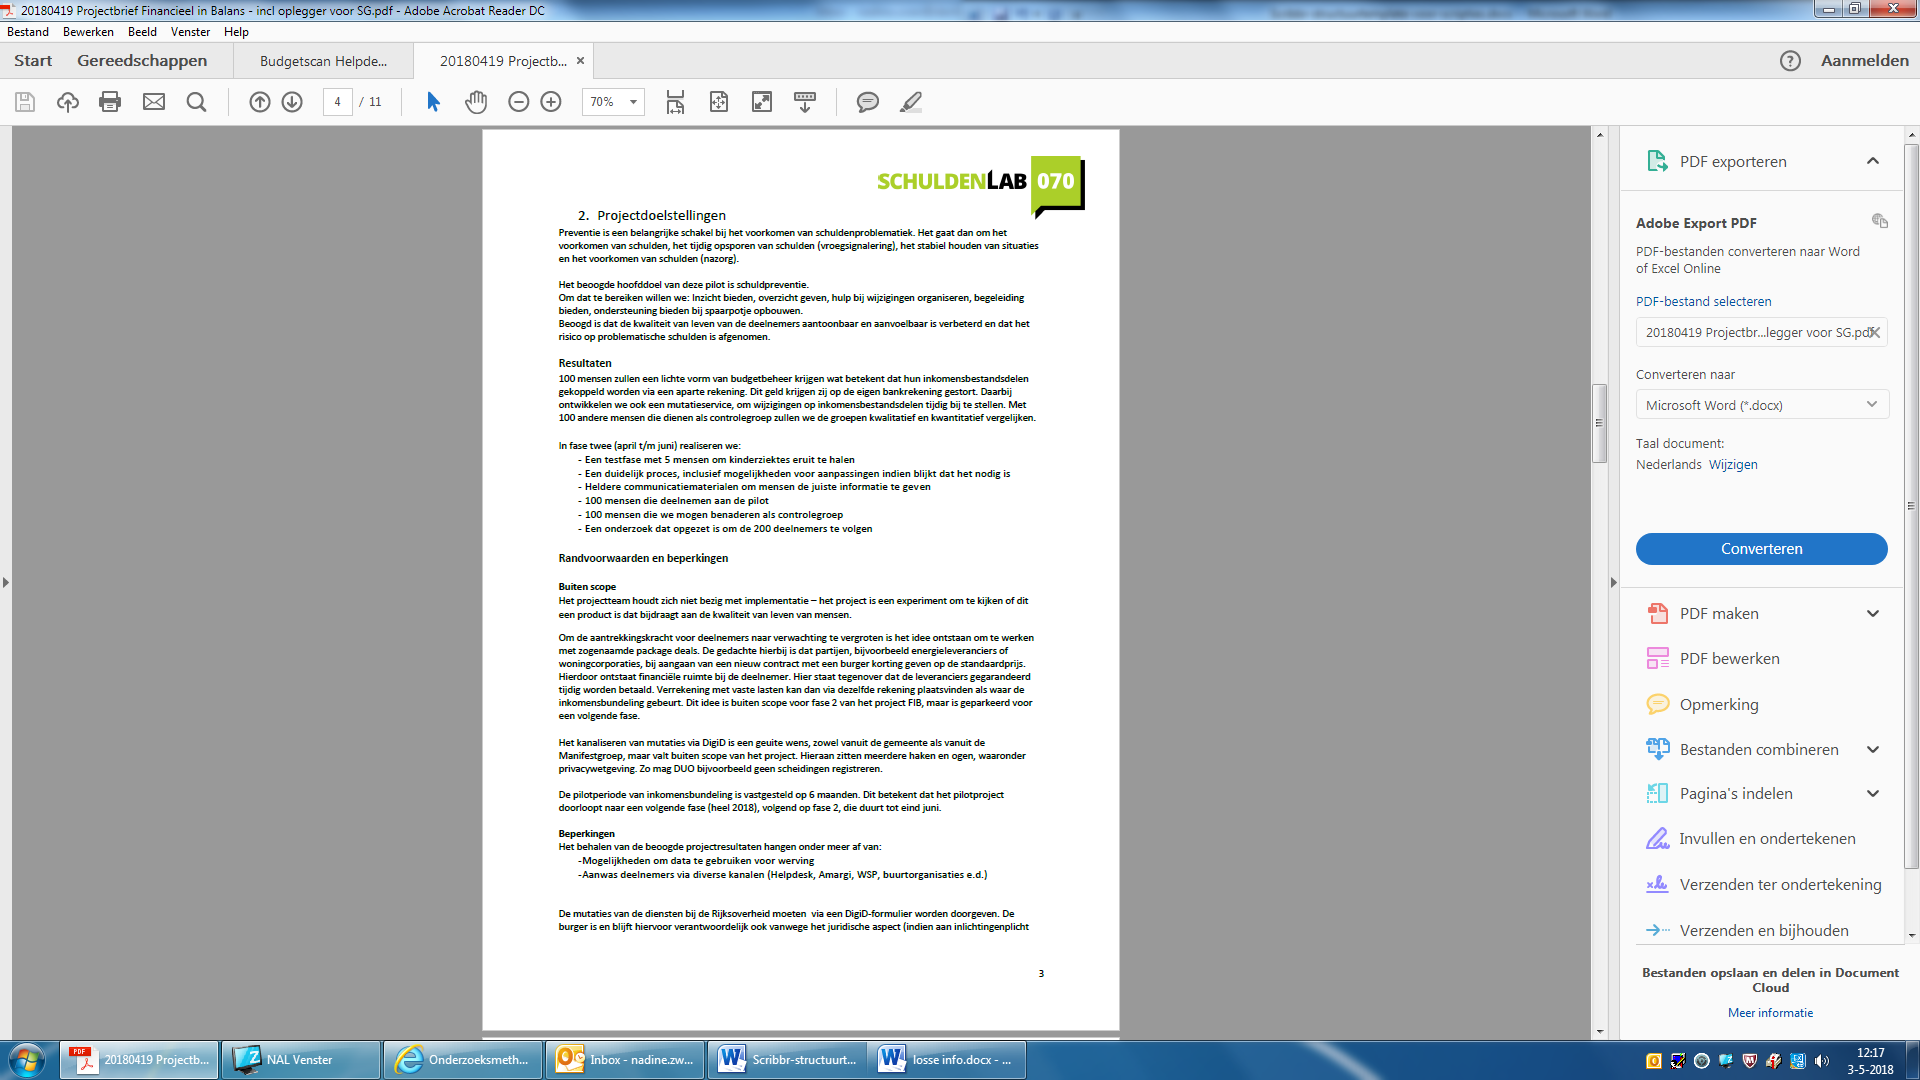 20180419 Projectbrief Financieel in Balans - incl oplegger voor SG.pdf - Adobe Acrobat Reader DC
Bestand Bewerken Beeld Venster Help
Start Gereedschappen Budgetscan Helpde... 20180419 Projectb... Aanmelden
4 / 11 70%
SCHULDENLAB 070
2. Projectdoelstellingen
Preventie is een belangrijke schakel bij het voorkomen van schuldenproblematiek. Het gaat dan om het
voorkomen van schulden, het tijdig opsporen van schulden (vroegsignalering), het stabiel houden van situaties
en het voorkomen van schulden (nazorg).
Het beoogde hoofddoel van deze pilot is schuldpreventie.
Om dat te bereiken willen we: Inzicht bieden, overzicht geven, hulp bij wijzigingen organiseren, begeleiding
bieden, ondersteuning bieden bij spaarpotje opbouwen.
Beoogd is dat de kwaliteit van leven van de deelnemers aantoonbaar en aanvoelbaar is verbeterd en dat het
risico op problematische schulden is afgenomen.
Resultaten
100 mensen zullen een lichte vorm van budgetbeheer krijgen wat betekent dat hun inkomensbestandsdelen
gekoppeld worden via een aparte rekening. Dit geld krijgen zij op de eigen bankrekening gestort. Daarbij
ontwikkelen we ook een mutatieservice, om wijzigingen op inkomensbestandsdelen tijdig bij te stellen. Met
100 andere mensen die dienen als controlegroep zullen we de groepen kwalitatief en kwantitatief vergelijken.
In fase twee (april t/m juni) realiseren we:
- Een testfase met 5 mensen om kinderziektes eruit te halen
- Een duidelijk proces, inclusief mogelijkheden voor aanpassingen indien blijkt dat het nodig is
- Heldere communicatiematerialen om mensen de juiste informatie te geven
- 100 mensen die deelnemen aan de pilot
- 100 mensen die we mogen benaderen als controlegroep
- Een onderzoek dat opgezet is om de 200 deelnemers te volgen
Randvoorwaarden en beperkingen
Buiten scope
Het projectteam houdt zich niet bezig met implementatie – het project is een experiment om te kijken of dit
een product is dat bijdraagt aan de kwaliteit van leven van mensen.
Om de aantrekkingskracht voor deelnemers naar verwachting te vergroten is het idee ontstaan om te werken
met zogenaamde package deals. De gedachte hierbij is dat partijen, bijvoorbeeld energieleveranciers of
woningcorporaties, bij aangaan van een nieuw contract met een burger korting geven op de standaardprijs.
Hierdoor ontstaat financiële ruimte bij de deelnemer. Hier staat tegenover dat de leveranciers gegarandeerd
tijdig worden betaald. Verrekening met vaste lasten kan dan via dezelfde rekening plaatsvinden als waar de
inkomensbundeling gebeurt. Dit idee is buiten scope voor fase 2 van het project FIB, maar is geparkeerd voor
een volgende fase.
Het kanaliseren van mutaties via DigiD is een geuite wens, zowel vanuit de gemeente als vanuit de
Manifestgroep, maar valt buiten scope van het project. Hieraan zitten meerdere haken en ogen, waaronder
privacywetgeving. Zo mag DUO bijvoorbeeld geen scheidingen registreren.
De pilotperiode van inkomensbundeling is vastgesteld op 6 maanden. Dit betekent dat het pilotproject
doorloopt naar een volgende fase (heel 2018), volgend op fase 2, die duurt tot eind juni.
Beperkingen
Het behalen van de beoogde projectresultaten hangen onder meer af van:
-Mogelijkheden om data te gebruiken voor werving
-Aanwas deelnemers via diverse kanalen (Helpdesk, Amargi, WSP, buurtorganisaties e.d.)
De mutaties van de diensten bij de Rijksoverheid moeten via een DigiD-formulier worden doorgeven. De
burger is en blijft hiervoor verantwoordelijk ook vanwege het juridische aspect (indien aan inlichtingenplicht
3
PDF exporteren
Adobe Export PDF
PDF-bestanden converteren naar Word
of Excel Online
PDF-bestand selecteren
20180419 Projectbr...legger voor SG.pdf
Converteren naar
Microsoft Word (*.docx)
Taal document:
Nederlands Wijzigen
Converteren
PDF maken
PDF bewerken
Opmerking
Bestanden combineren
Pagina's indelen
Invullen en ondertekenen
Verzenden ter ondertekening
Verzenden en bijhouden
Bestanden opslaan en delen in Document
Cloud
Meer informatie
20180419 Projectb... NAL Venster Onderzoeksmeth... Inbox - nadine.zw... Scribbr-structuurt... losse info.docx - ...
12:17
3-5-2018